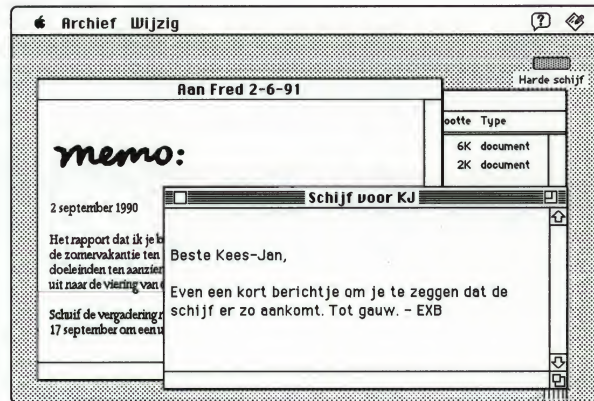 Archief Wijzig
Harde schijf
Aan Fred 2-6-91
ootte Type
6K document
2K document
memo:
2 september 1990
Het rapport dat ik je
de zomervakantie ten
doeleinden ten aanzien
uit naar de viering van
Schuif de vergadering
17 september om een u
Schijf voor KJ
Beste Kees-Jan,
Even een kort berichtje om je te zeggen dat de
schijf er zo aankomt. Tot gauw. - EXB